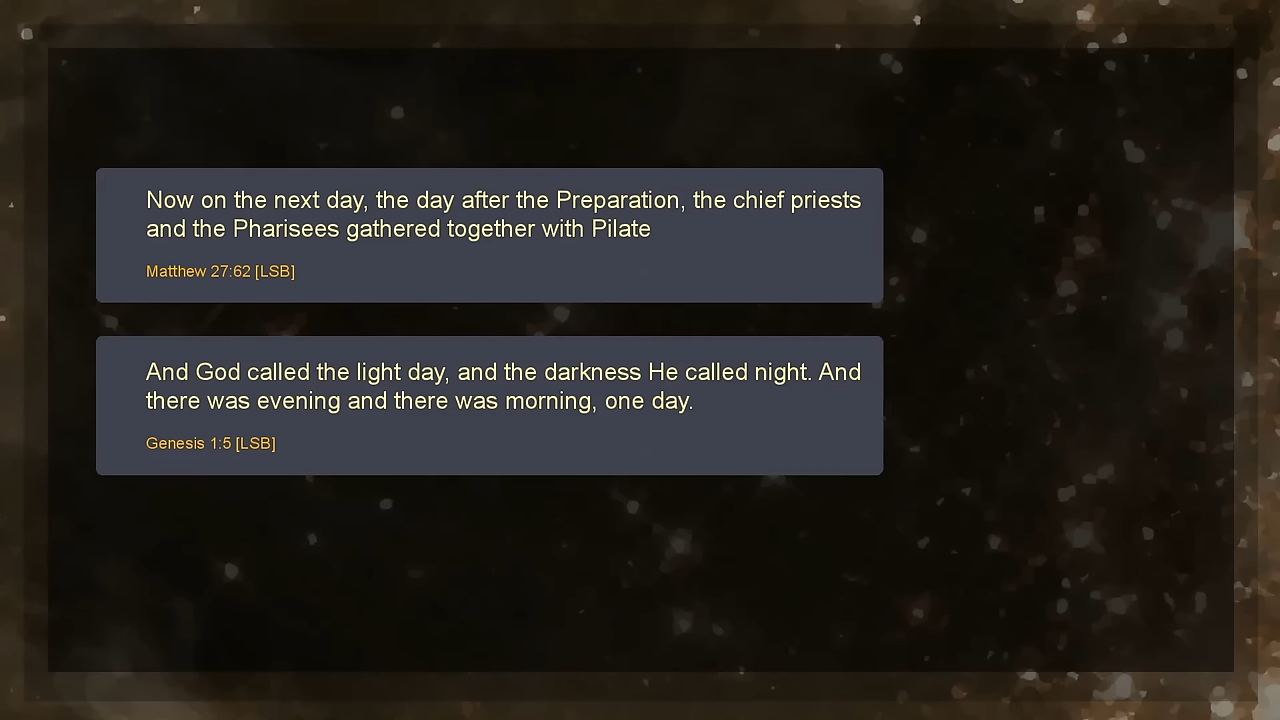 Now on the next day, the day after the Preparation, the chief priests
and the Pharisees gathered together with Pilate
Matthew 27:62 [LSB]
And God called the light day, and the darkness He called night. And
there was evening and there was morning, one day.
Genesis 1:5 [LSB]